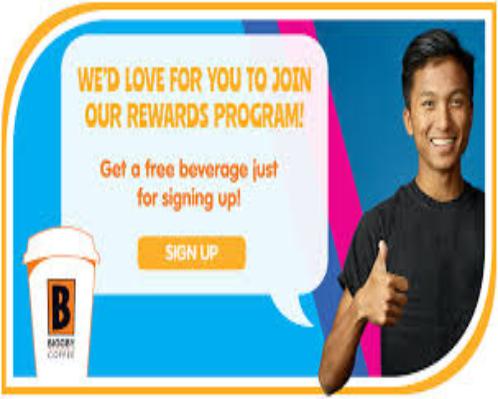 WE'D LOVE FOR YOU TO JOIN
OUR REWARDS PROGRAM!
Get a free beverage just
for signing up!
SIGN UP
B
BIGGBY
COFFEE